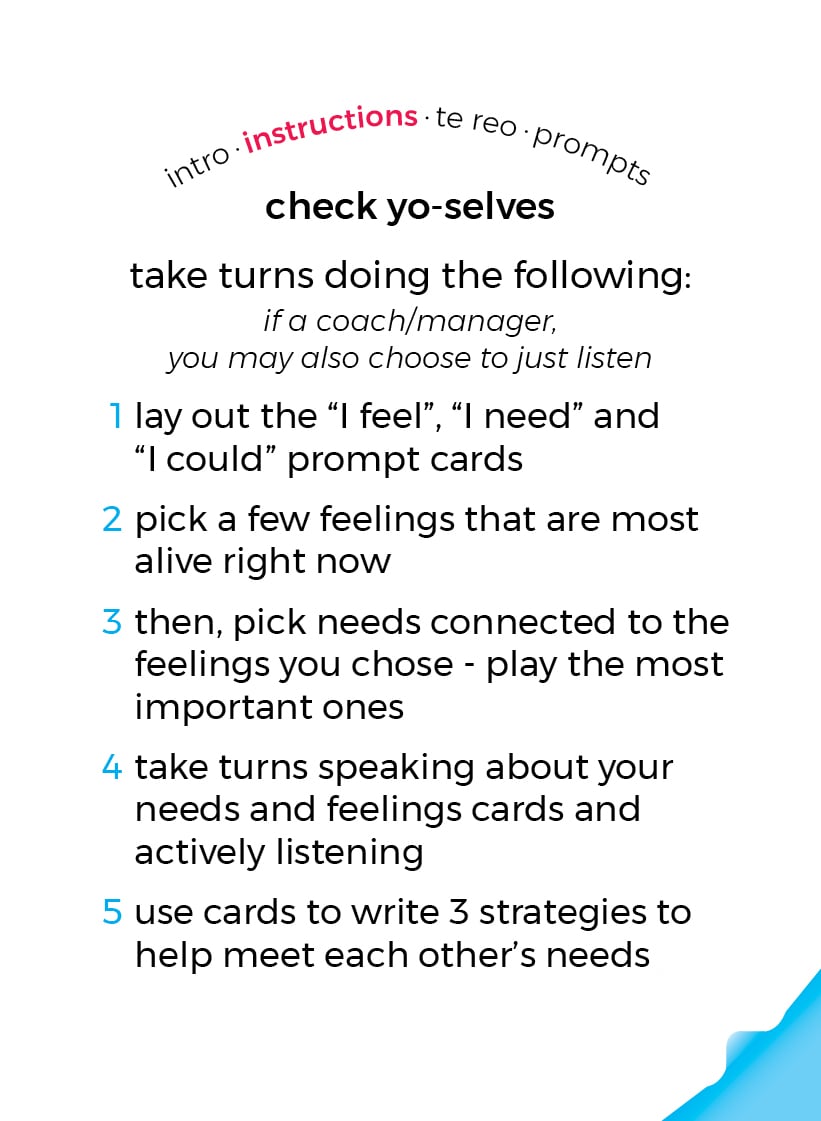 intro · instructions · te reo · prompts
check yo-selves
take turns doing the following:
if a coach/manager,
you may also choose to just listen
1 lay out the “I feel”, “I need” and
“I could” prompt cards
2 pick a few feelings that are most
alive right now
3 then, pick needs connected to the
feelings you chose - play the most
important ones
4 take turns speaking about your
needs and feelings cards and
actively listening
5 use cards to write 3 strategies to
help meet each other’s needs